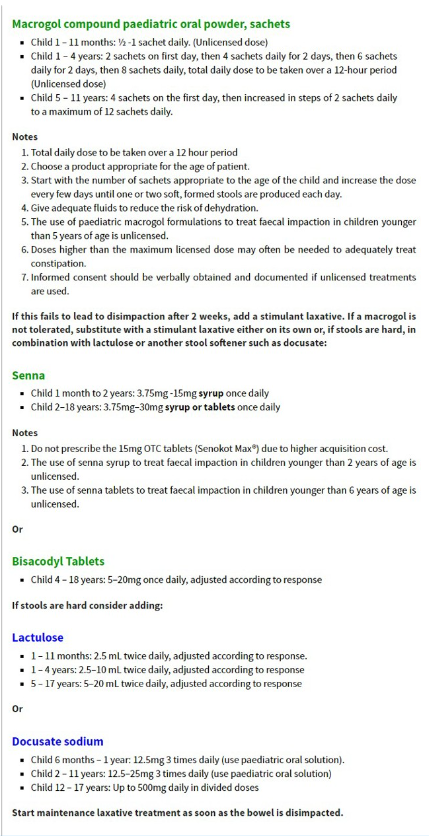 Macrogol compound paediatric oral powder, sachets
▪ Child 1 – 11 months: ½ -1 sachet daily. (Unlicensed dose)
▪ Child 1 – 4 years: 2 sachets on first day, then 4 sachets daily for 2 days, then 6 sachets
daily for 2 days, then 8 sachets daily, total daily dose to be taken over a 12-hour period
(Unlicensed dose)
▪ Child 5 – 11 years: 4 sachets on the first day, then increased in steps of 2 sachets daily
to a maximum of 12 sachets daily.
Notes
1. Total daily dose to be taken over a 12 hour period
2. Choose a product appropriate for the age of patient.
3. Start with the number of sachets appropriate to the age of the child and increase the dose
every few days until one or two soft, formed stools are produced each day.
4. Give adequate fluids to reduce the risk of dehydration.
5. The use of paediatric macrogol formulations to treat faecal impaction in children younger
than 5 years of age is unlicensed.
6. Doses higher than the maximum licensed dose may often be needed to adequately treat
constipation.
7. Informed consent should be verbally obtained and documented if unlicensed treatments
are used.
If this fails to lead to disimpaction after 2 weeks, add a stimulant laxative. If a macrogol is
not tolerated, substitute with a stimulant laxative either on its own or, if stools are hard, in
combination with lactulose or another stool softener such as docusate:
Senna
▪ Child 1 month to 2 years: 3.75mg -15mg syrup once daily
▪ Child 2–18 years: 3.75mg–30mg syrup or tablets once daily
Notes
1. Do not prescribe the 15mg OTC tablets (Senokot Max®) due to higher acquisition cost.
2. The use of senna syrup to treat faecal impaction in children younger than 2 years of age is
unlicensed.
3. The use of senna tablets to treat faecal impaction in children younger than 6 years of age is
unlicensed.
Or
Bisacodyl Tablets
▪ Child 4 – 18 years: 5–20mg once daily, adjusted according to response
If stools are hard consider adding:
Lactulose
▪ 1 – 11 months: 2.5 mL twice daily, adjusted according to response.
▪ 1 – 4 years: 2.5–10 mL twice daily, adjusted according to response
▪ 5 – 17 years: 5–20 mL twice daily, adjusted according to response
Or
Docusate sodium
▪ Child 6 months – 1 year: 12.5mg 3 times daily (use paediatric oral solution).
▪ Child 2 – 11 years: 12.5–25mg 3 times daily (use paediatric oral solution)
▪ Child 12 – 17 years: Up to 500mg daily in divided doses
Start maintenance laxative treatment as soon as the bowel is disimpacted.